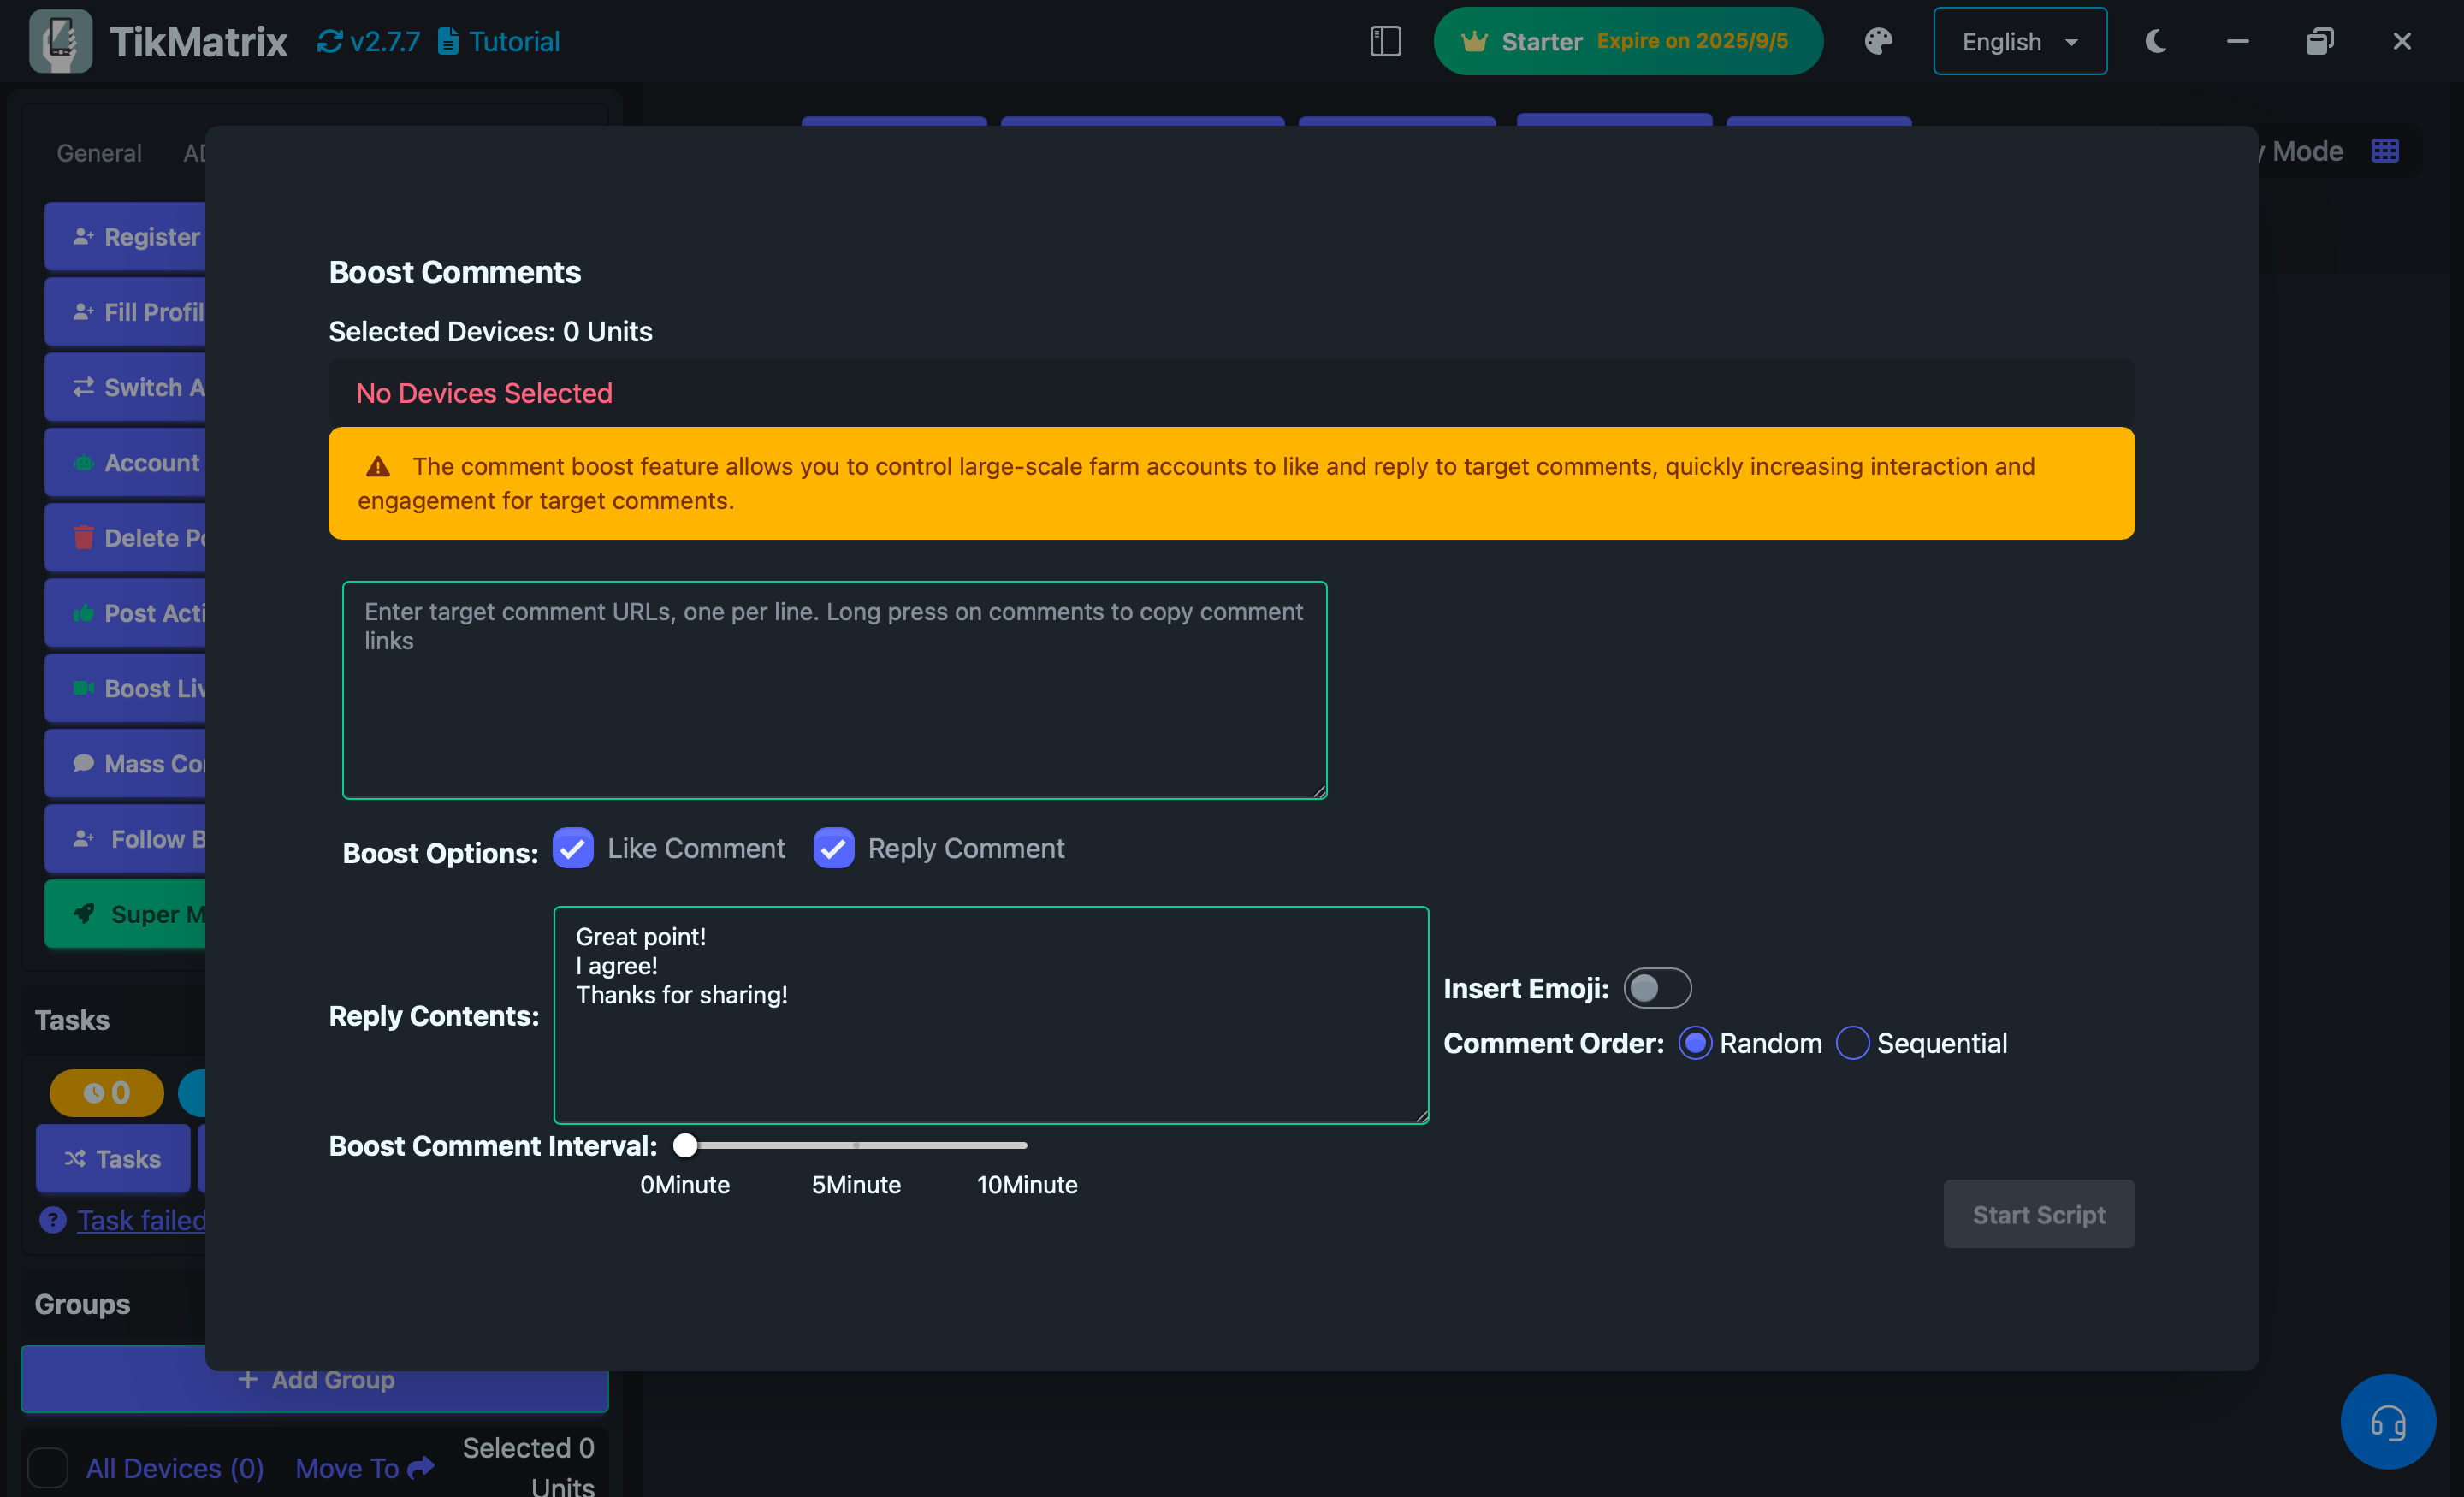 TikMatrix v2.7.7 Tutorial
Starter Expire on 2025/9/5 English
General
Mode
Register
Fill
Switch
Account
Delete
Post
Boost
Mass
Follow
Super
Boost Comments
Selected Devices: 0 Units
No Devices Selected
The comment boost feature allows you to control large-scale farm accounts to like and reply to target comments, quickly increasing interaction and
engagement for target comments.
Enter target comment URLs, one per line. Long press on comments to copy comment
links
Boost Options: Like Comment Reply Comment
Reply Contents:
Great point!
I agree!
Thanks for sharing!
Insert Emoji:
Comment Order: Random Sequential
Boost Comment Interval:
0Minute 5Minute 10Minute
Start Script
Tasks
0
Tasks
Task failed
Groups
+ Add Group
All Devices (0) Move To Selected 0
Units